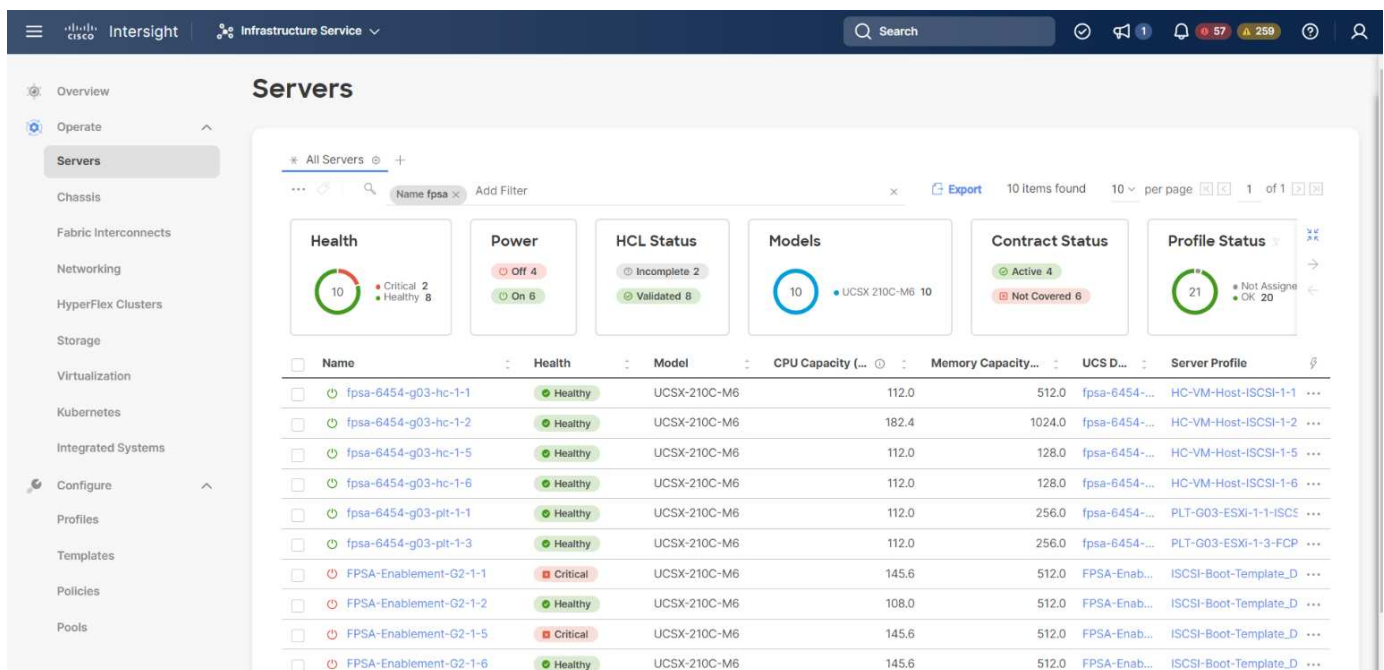 cisco Intersight Infrastructure Service Search 1 57 259
Overview
Operate
Servers
Chassis
Fabric Interconnects
Networking
HyperFlex Clusters
Storage
Virtualization
Kubernetes
Integrated Systems
Configure
Profiles
Templates
Policies
Pools
Servers
All Servers
Name fpsa × Add Filter × Export 10 items found 10 per page 1 of 1
Health
10
Critical 2
Healthy 8
Power
Off 4
On 6
HCL Status
Incomplete 2
Validated 8
Models
10
UCSX 210C-M6 10
Contract Status
Active 4
Not Covered 6
Profile Status
21
Not Assigne
OK 20
Name Health Model CPU Capacity (... Memory Capacity... UCS D... Server Profile
fpsa-6454-g03-hc-1-1 Healthy UCSX-210C-M6 112.0 512.0 fpsa-6454-... HC-VM-Host-ISCSI-1-1 ...
fpsa-6454-g03-hc-1-2 Healthy UCSX-210C-M6 182.4 1024.0 fpsa-6454-... HC-VM-Host-ISCSI-1-2 ...
fpsa-6454-g03-hc-1-5 Healthy UCSX-210C-M6 112.0 128.0 fpsa-6454-... HC-VM-Host-ISCSI-1-5 ...
fpsa-6454-g03-hc-1-6 Healthy UCSX-210C-M6 112.0 128.0 fpsa-6454-... HC-VM-Host-ISCSI-1-6 ...
fpsa-6454-g03-plt-1-1 Healthy UCSX-210C-M6 112.0 256.0 fpsa-6454-... PLT-G03-ESXi-1-1-ISCS ...
fpsa-6454-g03-plt-1-3 Healthy UCSX-210C-M6 112.0 256.0 fpsa-6454-... PLT-G03-ESXi-1-3-FCP ...
FPSA-Enablement-G2-1-1 Critical UCSX-210C-M6 145.6 512.0 FPSA-Enab... ISCSI-Boot-Template_D ...
FPSA-Enablement-G2-1-2 Healthy UCSX-210C-M6 108.0 512.0 FPSA-Enab... ISCSI-Boot-Template_D ...
FPSA-Enablement-G2-1-5 Critical UCSX-210C-M6 145.6 512.0 FPSA-Enab... ISCSI-Boot-Template_D ...
FPSA-Enablement-G2-1-6 Healthy UCSX-210C-M6 145.6 512.0 FPSA-Enab... ISCSI-Boot-Template_D ...